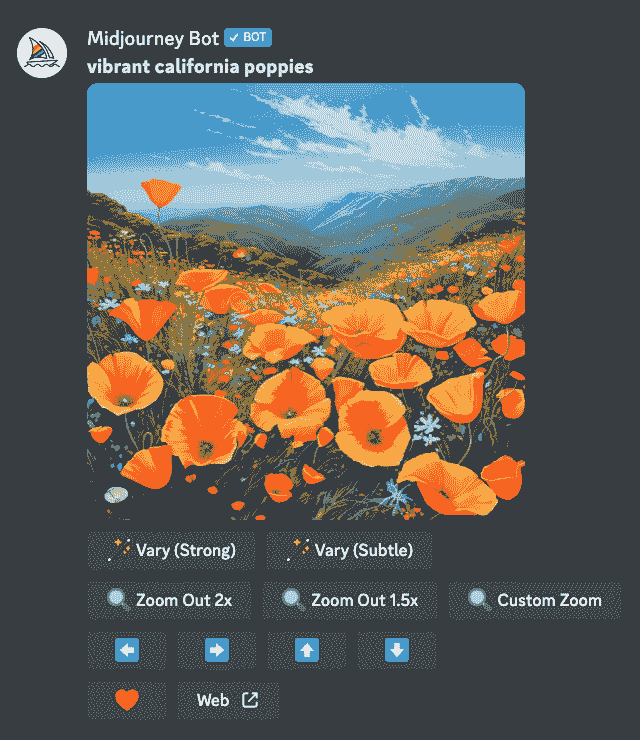 Midjourney Bot BOT
vibrant california poppies
Vary (Strong) Vary (Subtle)
Zoom Out 2x Zoom Out 1.5x Custom Zoom
Web